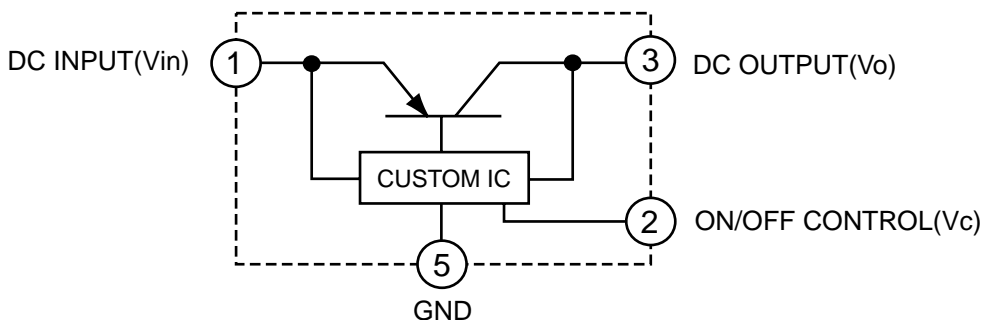 DC INPUT(Vin) 1 3 DC OUTPUT(Vo)
CUSTOM IC
2 ON/OFF CONTROL(Vc)
5
GND